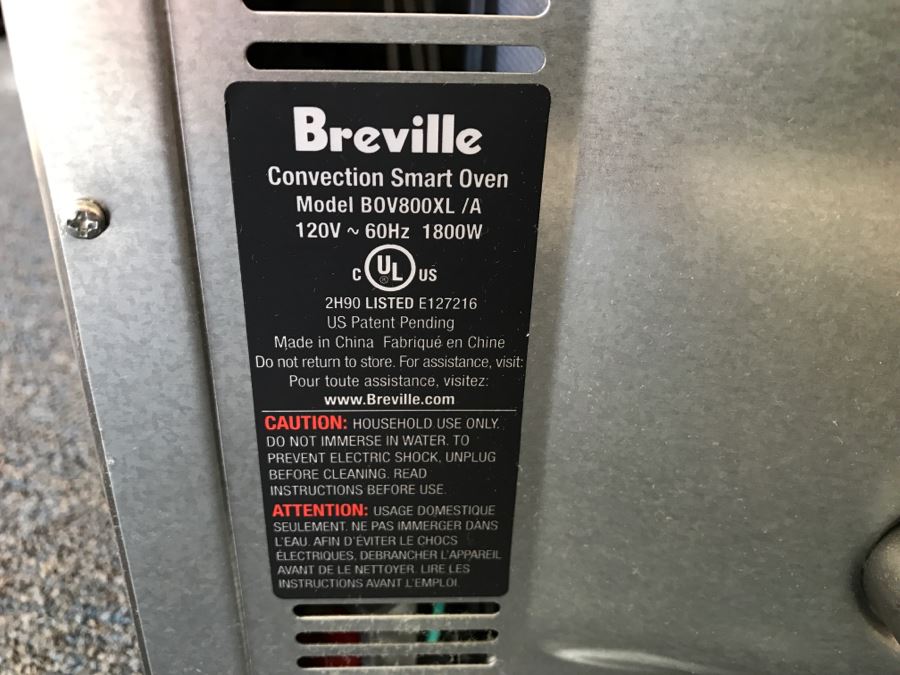 Breville
Convection Smart Oven
Model BOV800XL /A
120V ~ 60Hz 1800W
C UL ® US
2H90 LISTED E127216
US Patent Pending
Made in China Fabriqué en Chine
Do not return to store. For assistance, visit:
Pour toute assistance, visitez:
www.Breville.com
CAUTION: HOUSEHOLD USE ONLY.
DO NOT IMMERSE IN WATER. TO
PREVENT ELECTRIC SHOCK, UNPLUG
BEFORE CLEANING. READ
INSTRUCTIONS BEFORE USE.
ATTENTION: USAGE DOMESTIQUE
SEULEMENT. NE PAS IMMERGER DANS
L'EAU. AFIN D'ÉVITER LE CHOCS
ÉLECTRIQUES, DEBRANCHER L'APPAREIL
AVANT DE LE NETTOYER. LIRE LES
INSTRUCTIONS AVANT L'EMPLOI.